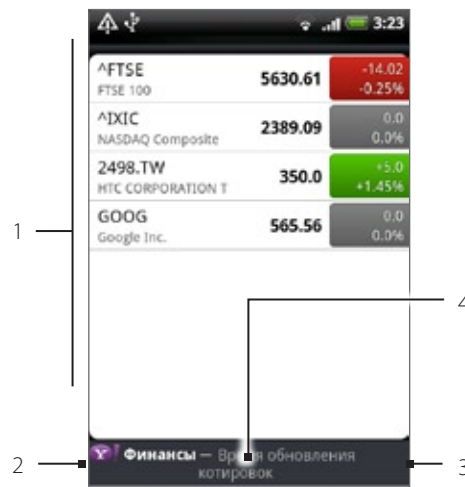 3:23
^FTSE 5630.61 -14.02
FTSE 100 -0.25%
^IXIC 2389.09 0.0
NASDAQ Composite 0.0%
2498.TW 350.0 +5.0
HTC CORPORATION T +1.45%
GOOG 565.56 0.0
Google Inc. 0.0%
1
4
2
Y! Финансы — Время обновления
котировок
3